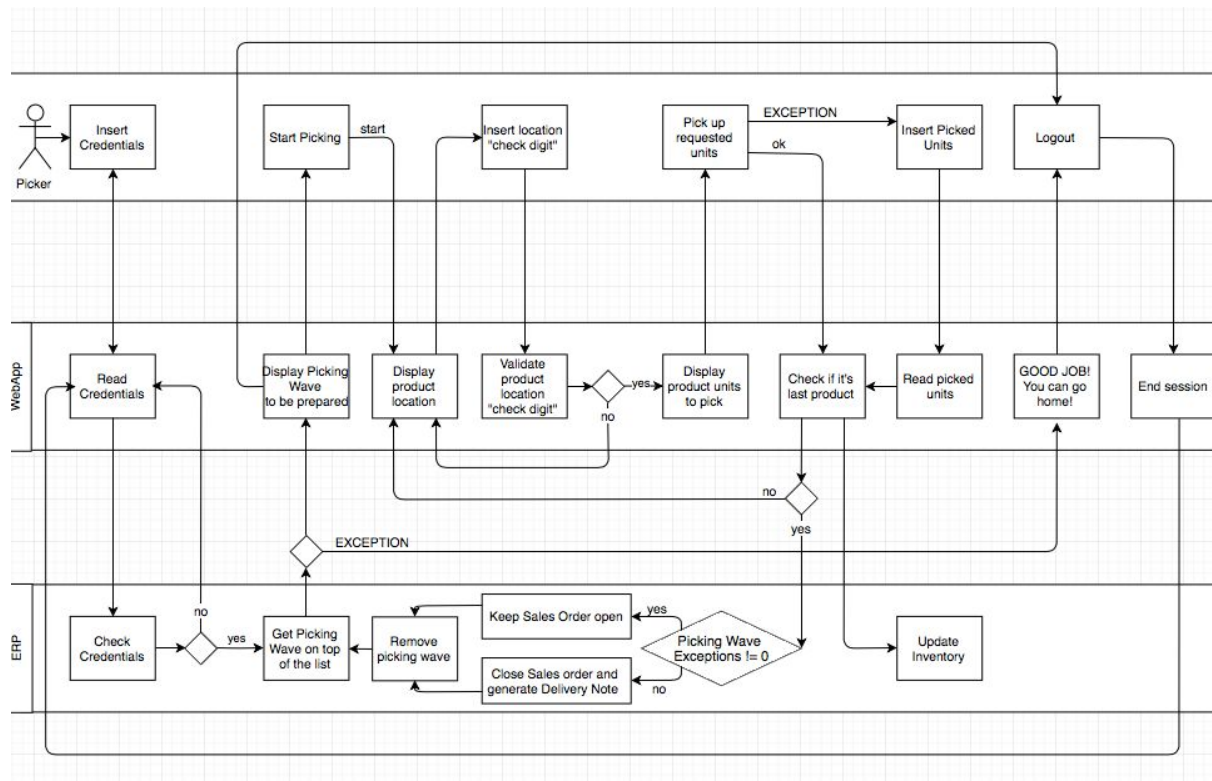 EXCEPTION
Insert
Credentials
Start Picking
start
Insert location
"check digit"
Pick up
requested
units
ok
Insert Picked
Units
Logout
Picker
WebApp
Read
Credentials
Display Picking
Wave
to be prepared
Display
product
location
Validate
product
location
"check digit"
yes
no
Display
product units
to pick
Check if it's
last product
Read picked
units
GOOD JOB!
You can go
home!
End session
no
yes
EXCEPTION
ERP
Check
Credentials
no
yes
Get Picking
Wave on top
of the list
Remove
picking wave
Keep Sales Order open
Close Sales order and
generate Delivery Note
yes
no
Picking Wave
Exceptions != 0
Update
Inventory